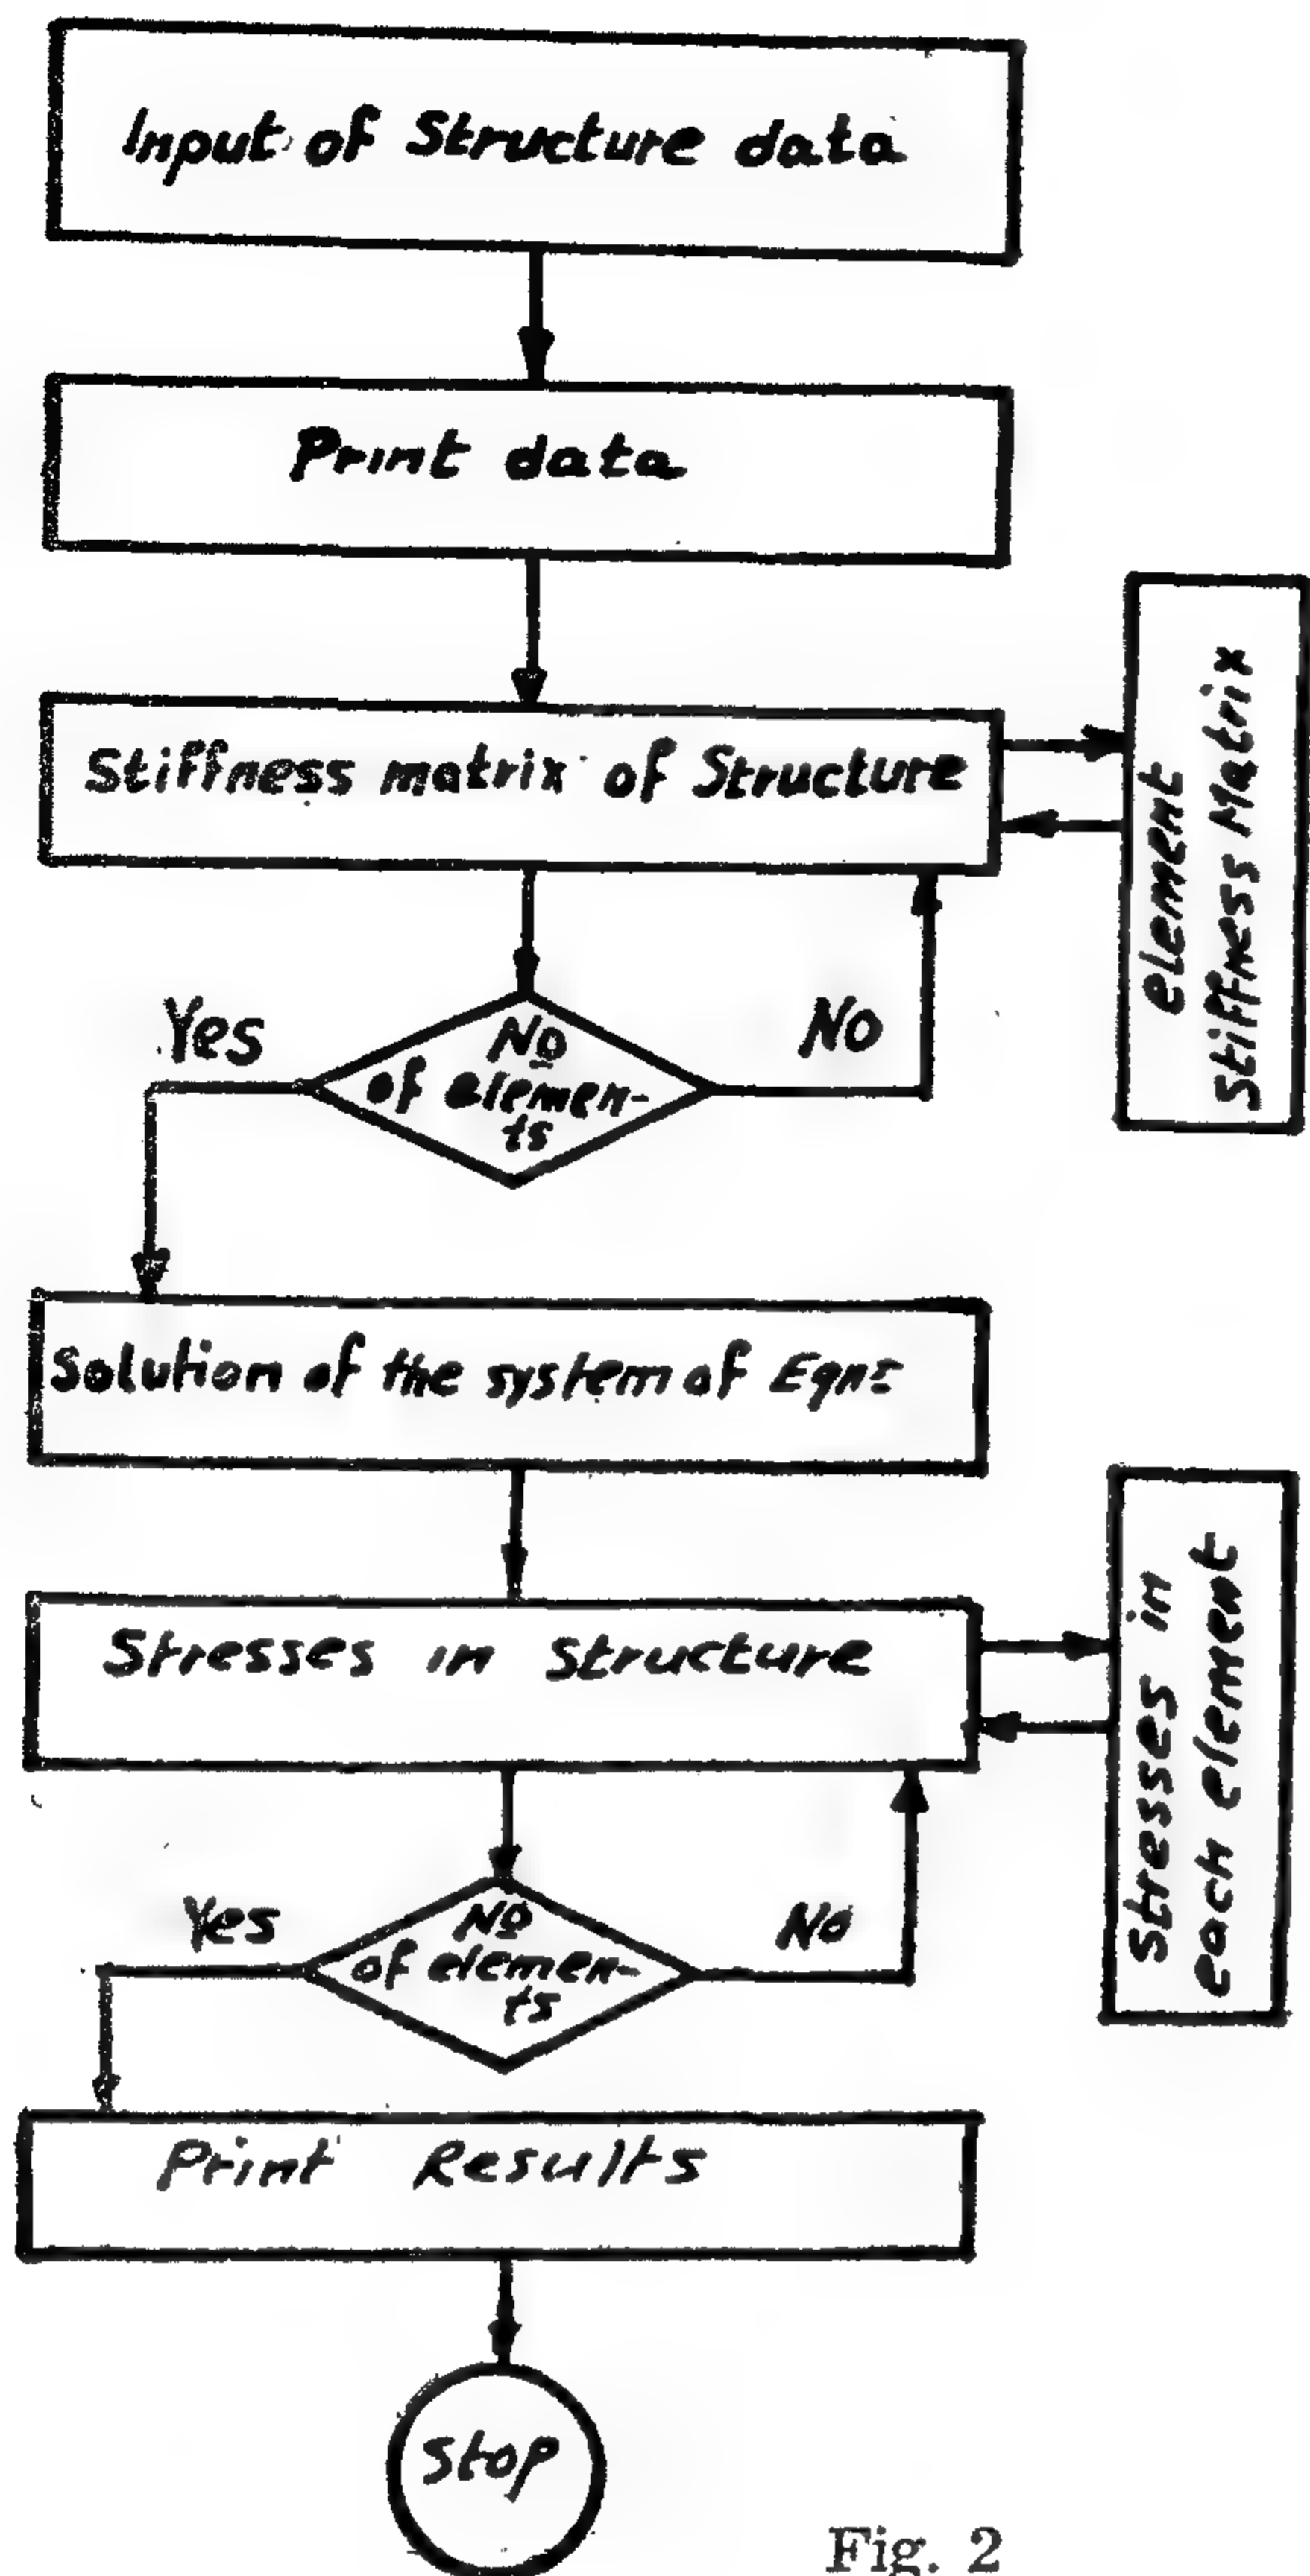 Input of Structure data
Print data
Stiffness matrix of Structure
element
Stiffness Matrix
Yes
No
No
of elemen-
ts
Solution of the system of Eqns
Stresses in Structure
Stresses in
each element
Yes
No
No
of elemen-
ts
Print Results
Stop
Fig. 2